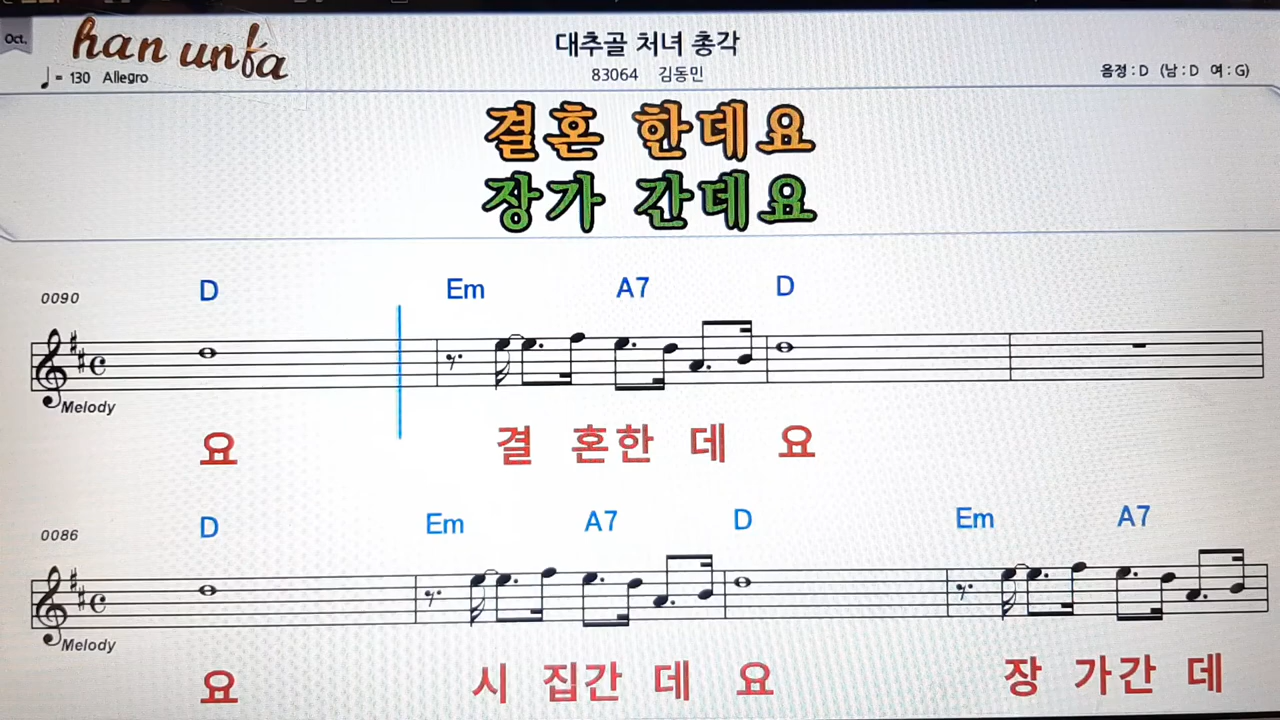 Oct.
han unfa
대추골 처녀 총각
♩= 130 Allegro
83064 김동민
음정 : D (남 : D 여 : G)
결혼 한데요
장가 간데요
0090
D Em A7 D
Melody
요 결 혼한 데 요
0086
D Em A7 D Em A7
Melody
요 시 집간 데 요 장 가간 데